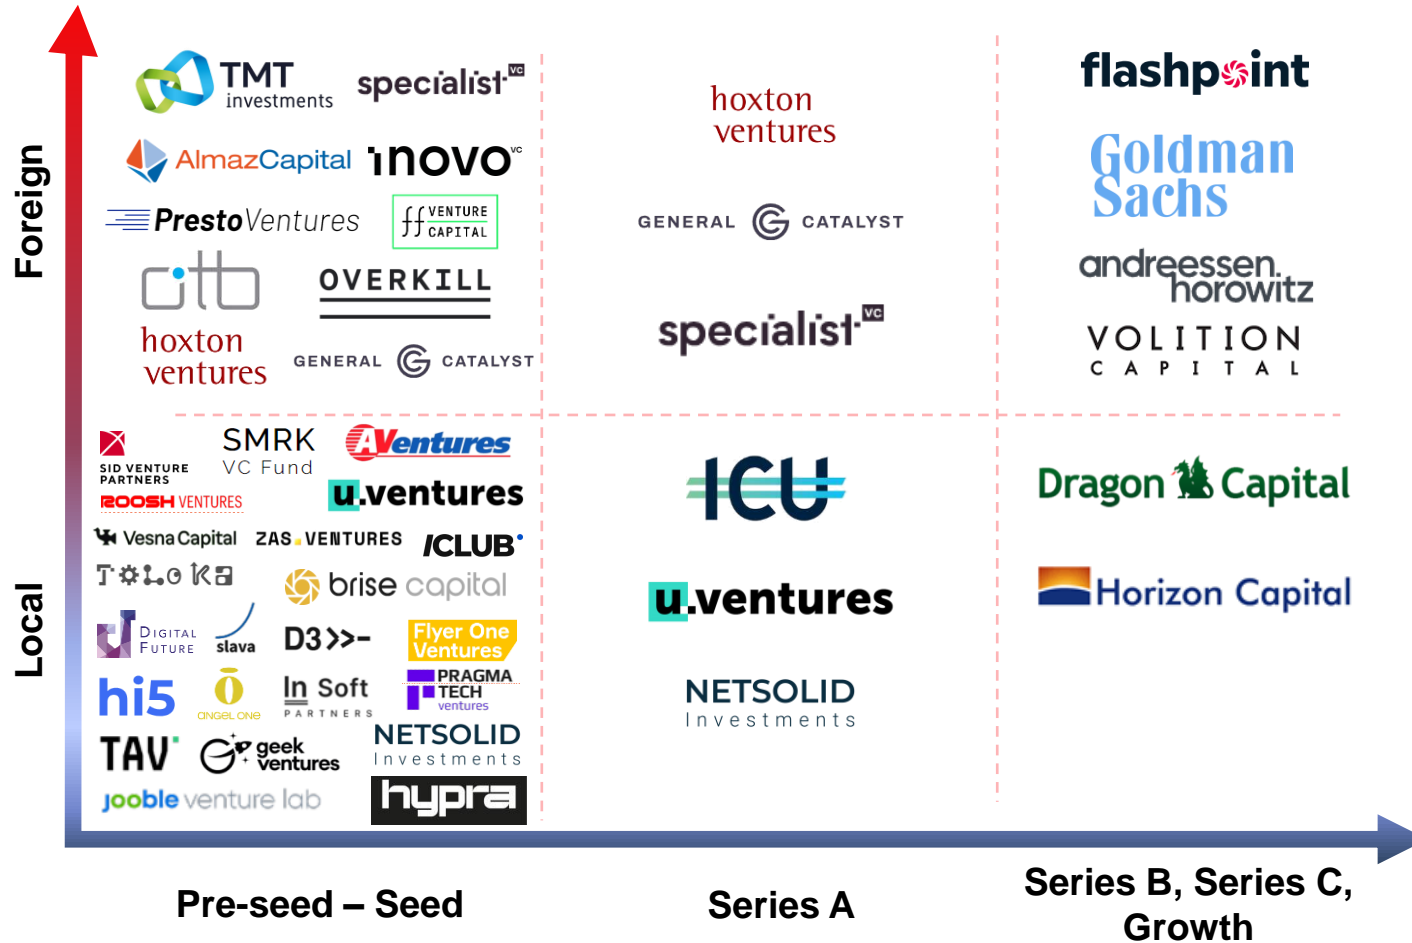 Foreign
TMT
investments
specialist VC
AlmazCapital
inovo VC
PrestoVentures
ff VENTURE
CAPITAL
OVERKILL
hoxton
ventures
GENERAL CATALYST
hoxton
ventures
GENERAL CATALYST
specialist VC
flashpoint
Goldman
Sachs
andreessen.
horowitz
VOLITION
CAPITAL
Local
SID VENTURE
PARTNERS
SMRK
VC Fund
AVentures
ROOSH VENTURES
u.ventures
Vesna Capital
ZAS.VENTURES
ICLUB
brise capital
DIGITAL
FUTURE
slava
D3
Flyer One
Ventures
hi5
ANGEL ONE
In Soft
PARTNERS
PRAGMA
TECH
ventures
TAV
geek
ventures
NETSOLID
Investments
jooble venture lab
hypra
ICU
u.ventures
NETSOLID
Investments
Dragon Capital
Horizon Capital
Pre-seed – Seed
Series A
Series B, Series C,
Growth